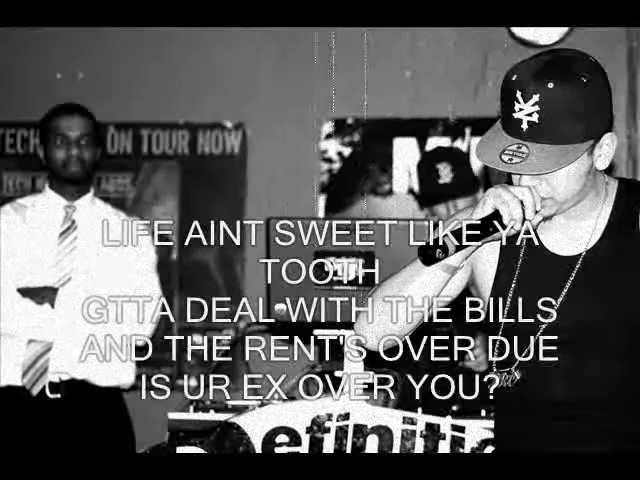 TECH ON TOUR NOW
LIFE AINT SWEET LIKE YA
TOOTH
GTTA DEAL WITH THE BILLS
AND THE RENT'S OVER DUE
IS UR EX OVER YOU?
efinitio